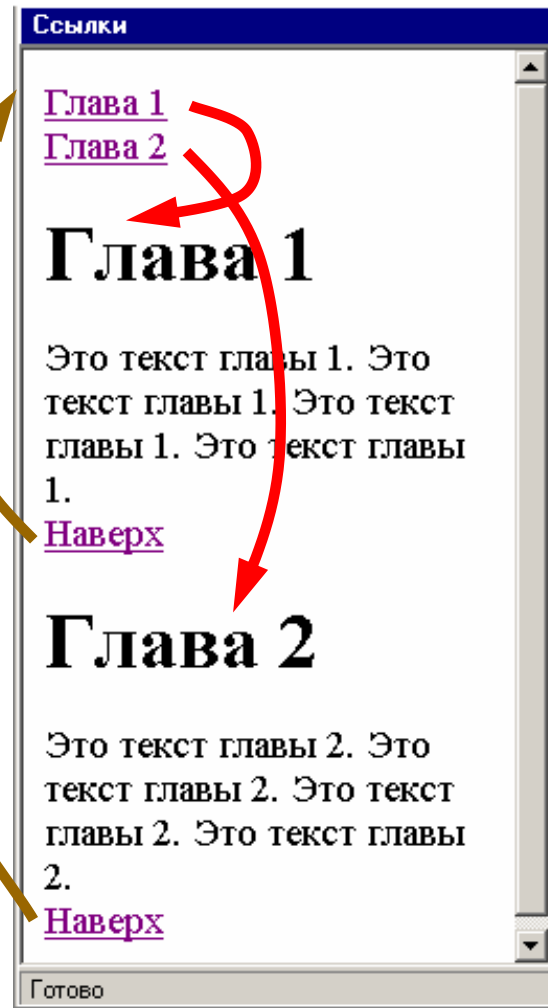 Ссылки
Глава 1
Глава 2
Глава 1
Это текст главы 1. Это
текст главы 1. Это текст
главы 1. Это текст главы
1.
Наверх
Глава 2
Это текст главы 2. Это
текст главы 2. Это текст
главы 2. Это текст главы
2.
Наверх
Готово